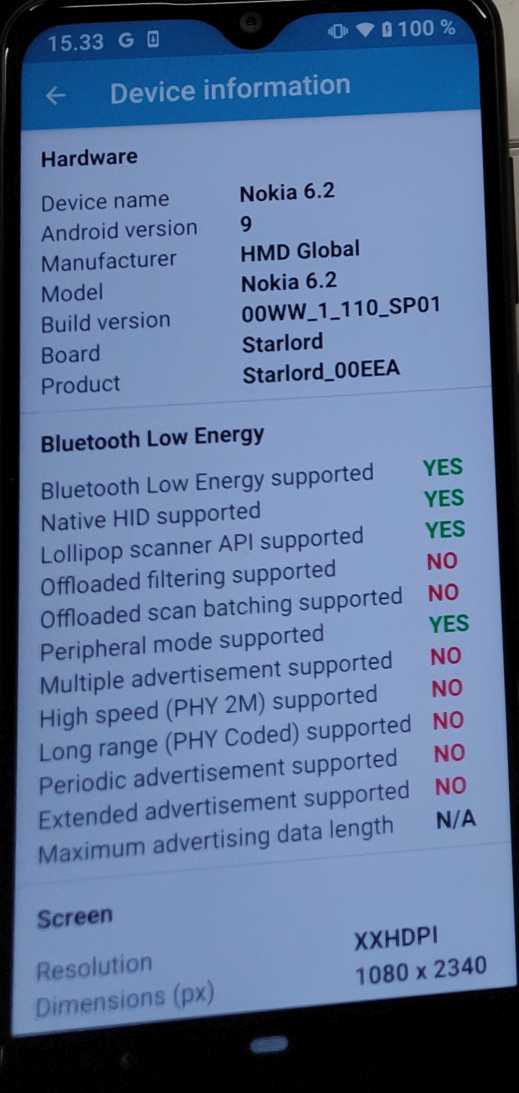 15.33 G 100 %
Device information
Hardware
Device name Nokia 6.2
Android version 9
Manufacturer HMD Global
Model Nokia 6.2
Build version 00WW_1_110_SP01
Board Starlord
Product Starlord_00EEA
Bluetooth Low Energy
Bluetooth Low Energy supported YES
Native HID supported YES
Lollipop scanner API supported YES
Offloaded filtering supported NO
Offloaded scan batching supported NO
Peripheral mode supported YES
Multiple advertisement supported NO
High speed (PHY 2M) supported NO
Long range (PHY Coded) supported NO
Periodic advertisement supported NO
Extended advertisement supported NO
Maximum advertising data length N/A
Screen
Resolution XXHDPI
Dimensions (px) 1080 x 2340